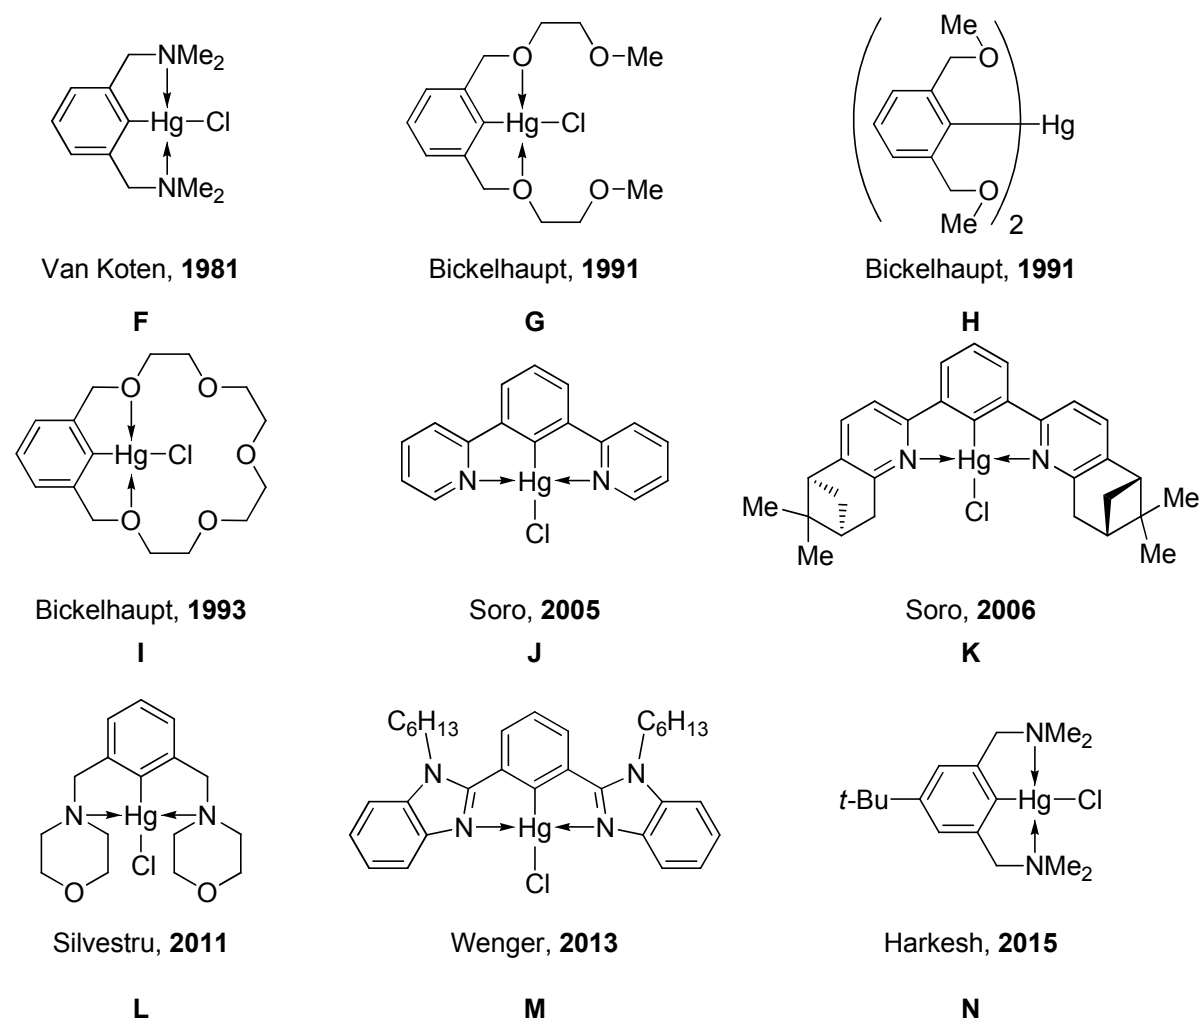 NMe2
Hg Cl
NMe2
Van Koten, 1981
F
O O Me
Hg Cl
O O Me
Bickelhaupt, 1991
G
Me
O
Hg
O
Me 2
Bickelhaupt, 1991
H
O O
Hg Cl O
O O
Bickelhaupt, 1993
I
N Hg N
Cl
Soro, 2005
J
N Hg N
Cl
Me Me
Me Me
Soro, 2006
K
N Hg N
Cl
O O
Silvestru, 2011
L
C6H13 C6H13
N N
N Hg N
Cl
Wenger, 2013
M
NMe2
t-Bu Hg Cl
NMe2
Harkesh, 2015
N